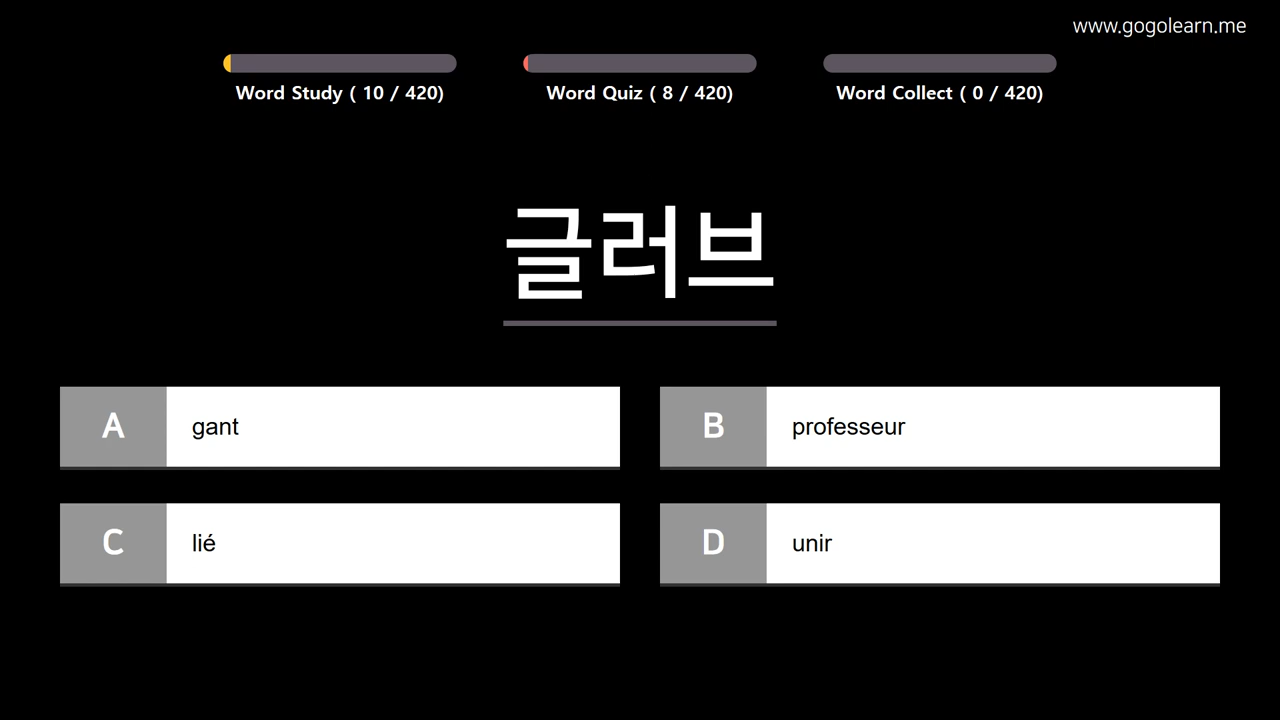 www.gogolearn.me
Word Study ( 10 / 420)
Word Quiz ( 8 / 420)
Word Collect ( 0 / 420)
글러브
A gant
B professeur
C lié
D unir